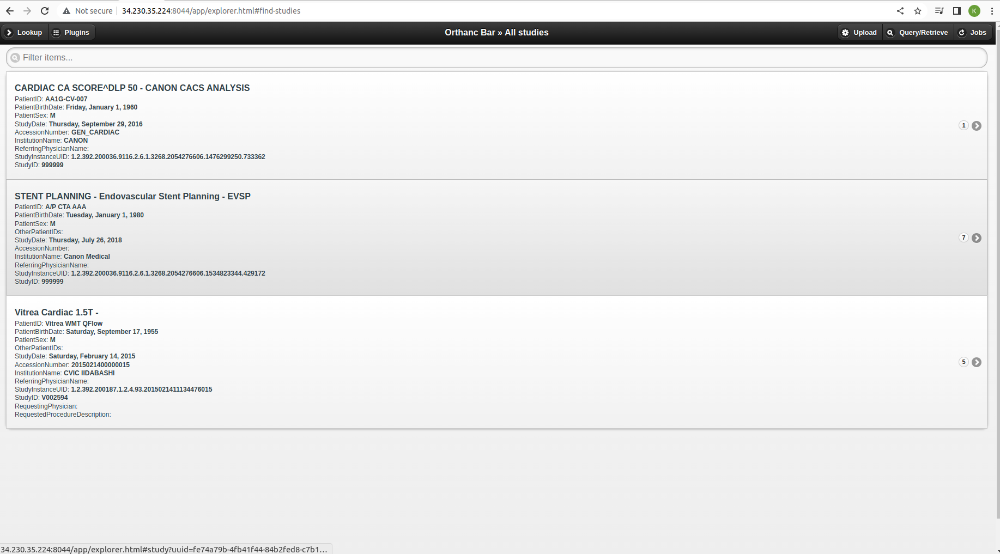 Not secure 34.230.35.224:8044/app/explorer.html#find-studies K
Lookup Plugins Orthanc Bar » All studies Upload Query/Retrieve Jobs
Filter items...
CARDIAC CA SCORE^DLP 50 - CANON CACS ANALYSIS
PatientID: AA1G-CV-007
PatientBirthDate: Friday, January 1, 1960
PatientSex: M
StudyDate: Thursday, September 29, 2016
1
AccessionNumber: GEN_CARDIAC
InstitutionName: CANON
ReferringPhysicianName:
StudyInstanceUID: 1.2.392.200036.9116.2.6.1.3268.2054276606.1476299250.733362
StudyID: 999999
STENT PLANNING - Endovascular Stent Planning - EVSP
PatientID: A/P CTA AAA
PatientBirthDate: Tuesday, January 1, 1980
PatientSex: M
OtherPatientIDs:
StudyDate: Thursday, July 26, 2018
7
AccessionNumber:
InstitutionName: Canon Medical
ReferringPhysicianName:
StudyInstanceUID: 1.2.392.200036.9116.2.6.1.3268.2054276606.1534823344.429172
StudyID: 999999
Vitrea Cardiac 1.5T -
PatientID: Vitrea WMT QFlow
PatientBirthDate: Saturday, September 17, 1955
PatientSex: M
OtherPatientIDs:
StudyDate: Saturday, February 14, 2015
5
AccessionNumber: 2015021400000015
InstitutionName: CVIC IIDABASHI
ReferringPhysicianName:
StudyInstanceUID: 1.2.392.200187.1.2.4.93.2015021411134476015
StudyID: V002594
RequestingPhysician:
RequestedProcedureDescription:
34.230.35.224:8044/app/explorer.html#study?uuid=fe74a79b-4fb41f44-84b2fed8-c7b1...